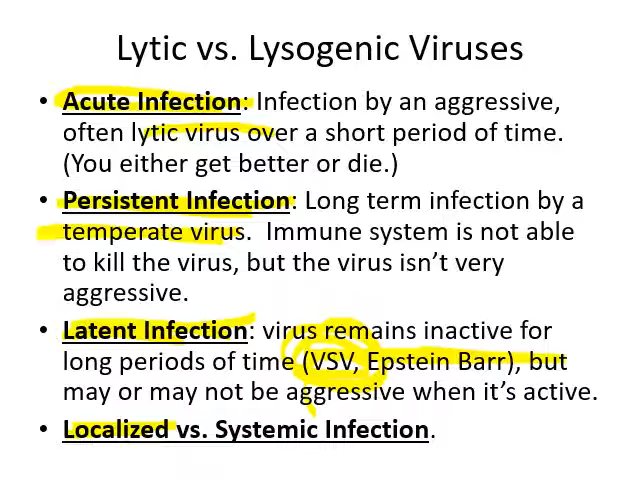 Lytic vs. Lysogenic Viruses
• Acute Infection: Infection by an aggressive,
often lytic virus over a short period of time.
(You either get better or die.)
• Persistent Infection: Long term infection by a
temperate virus.  Immune system is not able
to kill the virus, but the virus isn't very
aggressive.
• Latent Infection: virus remains inactive for
long periods of time (VSV, Epstein Barr), but
may or may not be aggressive when it's active.
• Localized vs. Systemic Infection.